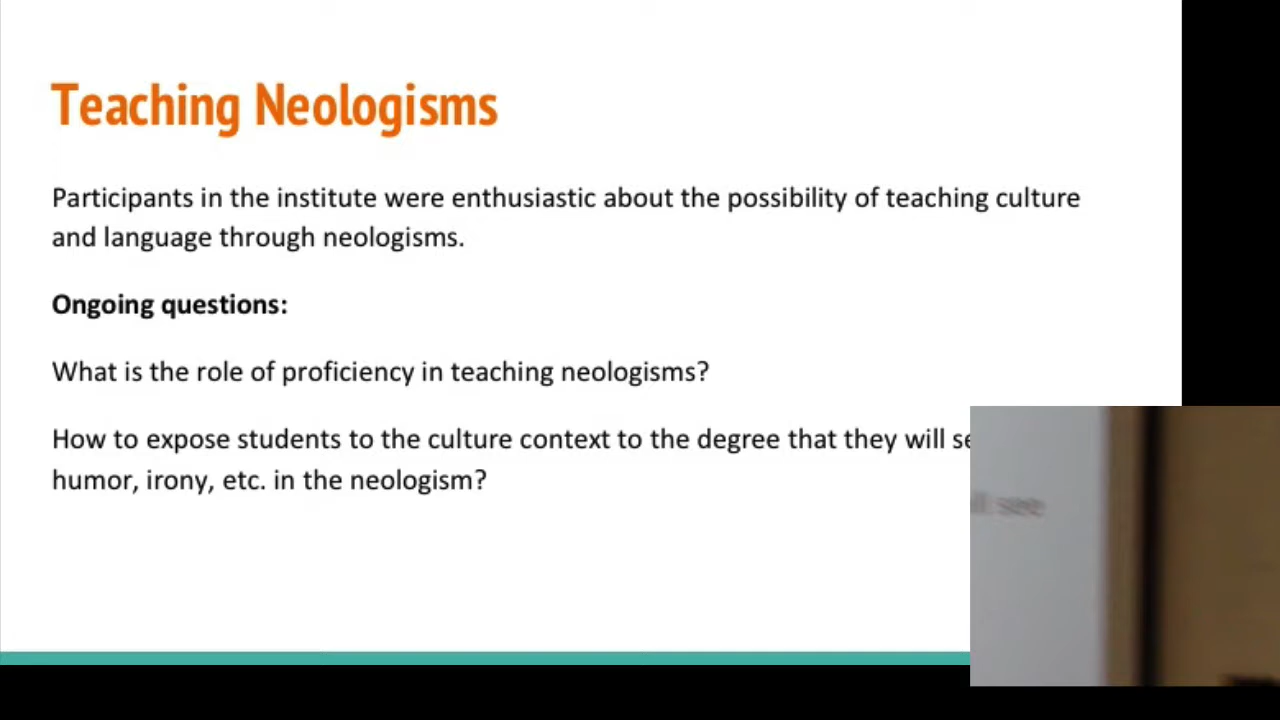 Teaching Neologisms
Participants in the institute were enthusiastic about the possibility of teaching culture
and language through neologisms.
Ongoing questions:
What is the role of proficiency in teaching neologisms?
How to expose students to the culture context to the degree that they will
humor, irony, etc. in the neologism?
see